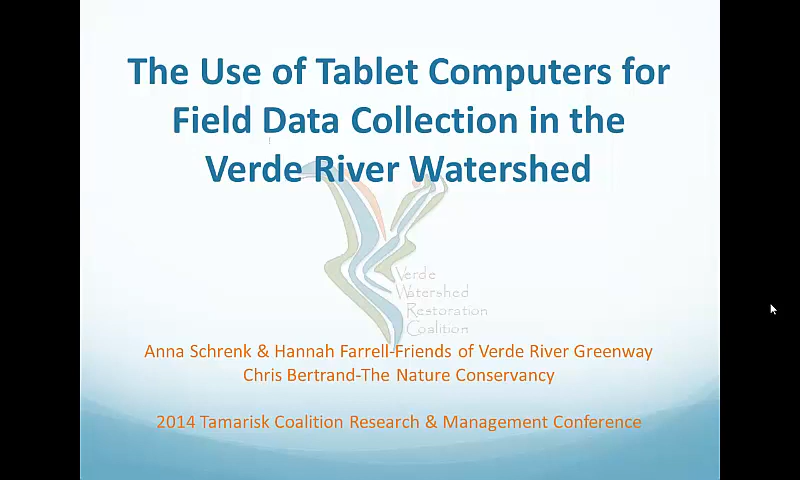 The Use of Tablet Computers for
Field Data Collection in the
Verde River Watershed
Verde
Watershed
Restoration
Coalition
Anna Schrenk & Hannah Farrell-Friends of Verde River Greenway
Chris Bertrand-The Nature Conservancy
2014 Tamarisk Coalition Research & Management Conference